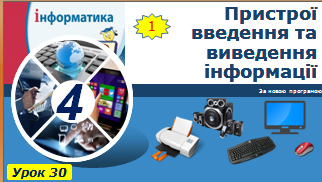 інформатика
1
Пристрої
введення та
виведення
інформації
За новою програмою
4
Урок 30